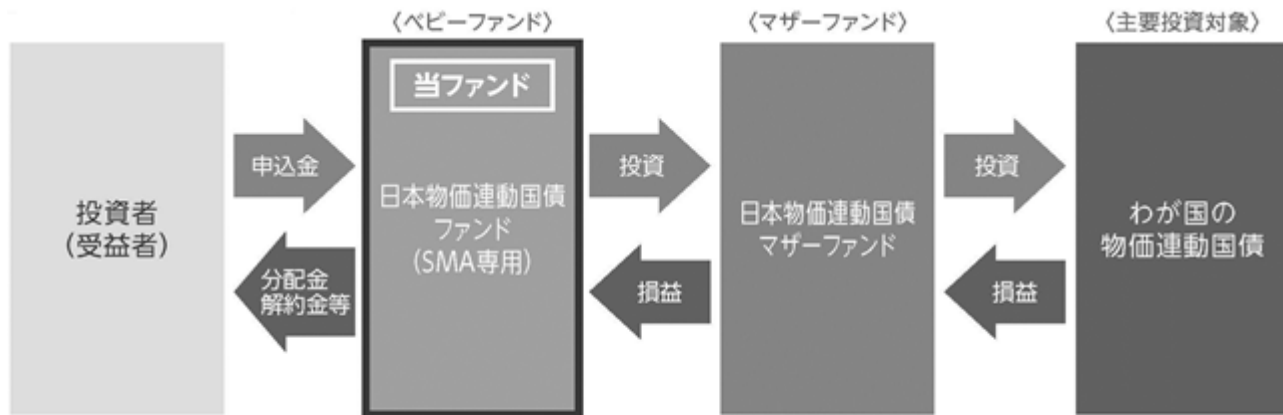 〈ベビーファンド〉
〈マザーファンド〉
〈主要投資対象〉
投資者
（受益者）
申込金
分配金
解約金等
当ファンド
日本物価連動国債
ファンド
（SMA専用）
投資
損益
日本物価連動国債
マザーファンド
投資
損益
わが国の
物価連動国債